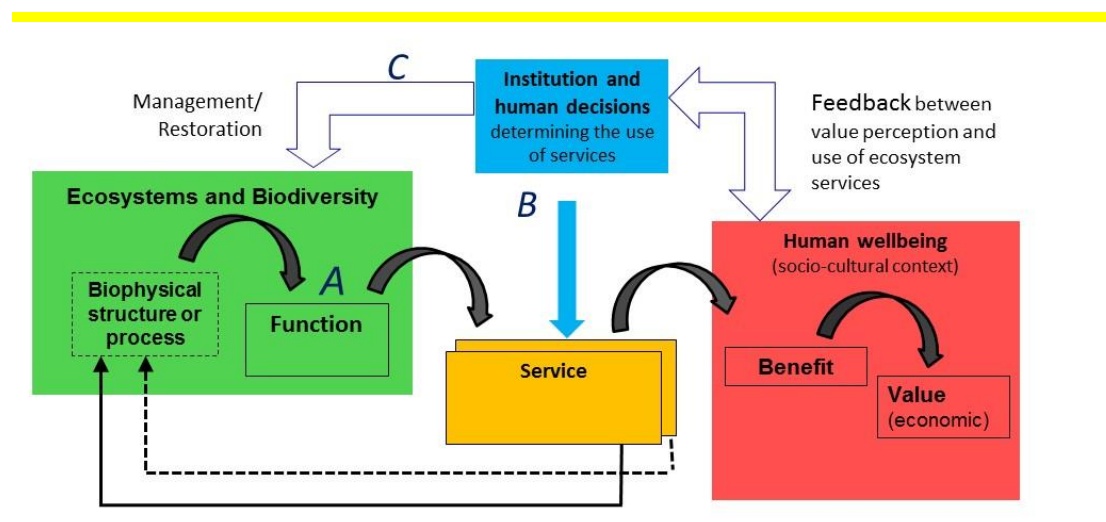 C
Management/
Restoration
Institution and
human decisions
determining the use
of services
Feedback between
value perception and
use of ecosystem
services
B
Ecosystems and Biodiversity
Biophysical
structure or
process
A
Function
Service
Human wellbeing
(socio-cultural context)
Benefit
Value
(economic)